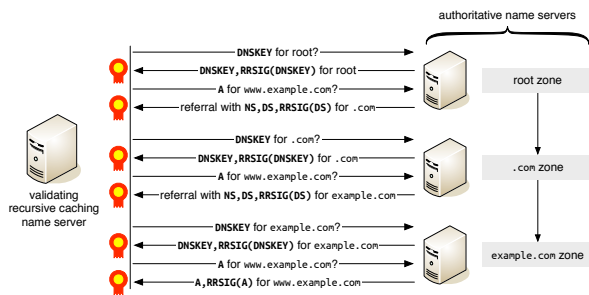 authoritative name servers
DNSKEY for root?
DNSKEY,RRSIG(DNSKEY) for root
A for www.example.com?
referral with NS,DS,RRSIG(DS) for .com
root zone
DNSKEY for .com?
DNSKEY,RRSIG(DNSKEY) for .com
A for www.example.com?
referral with NS,DS,RRSIG(DS) for example.com
.com zone
validating
recursive caching
name server
DNSKEY for example.com?
DNSKEY,RRSIG(DNSKEY) for example.com
A for www.example.com?
A,RRSIG(A) for www.example.com
example.com zone